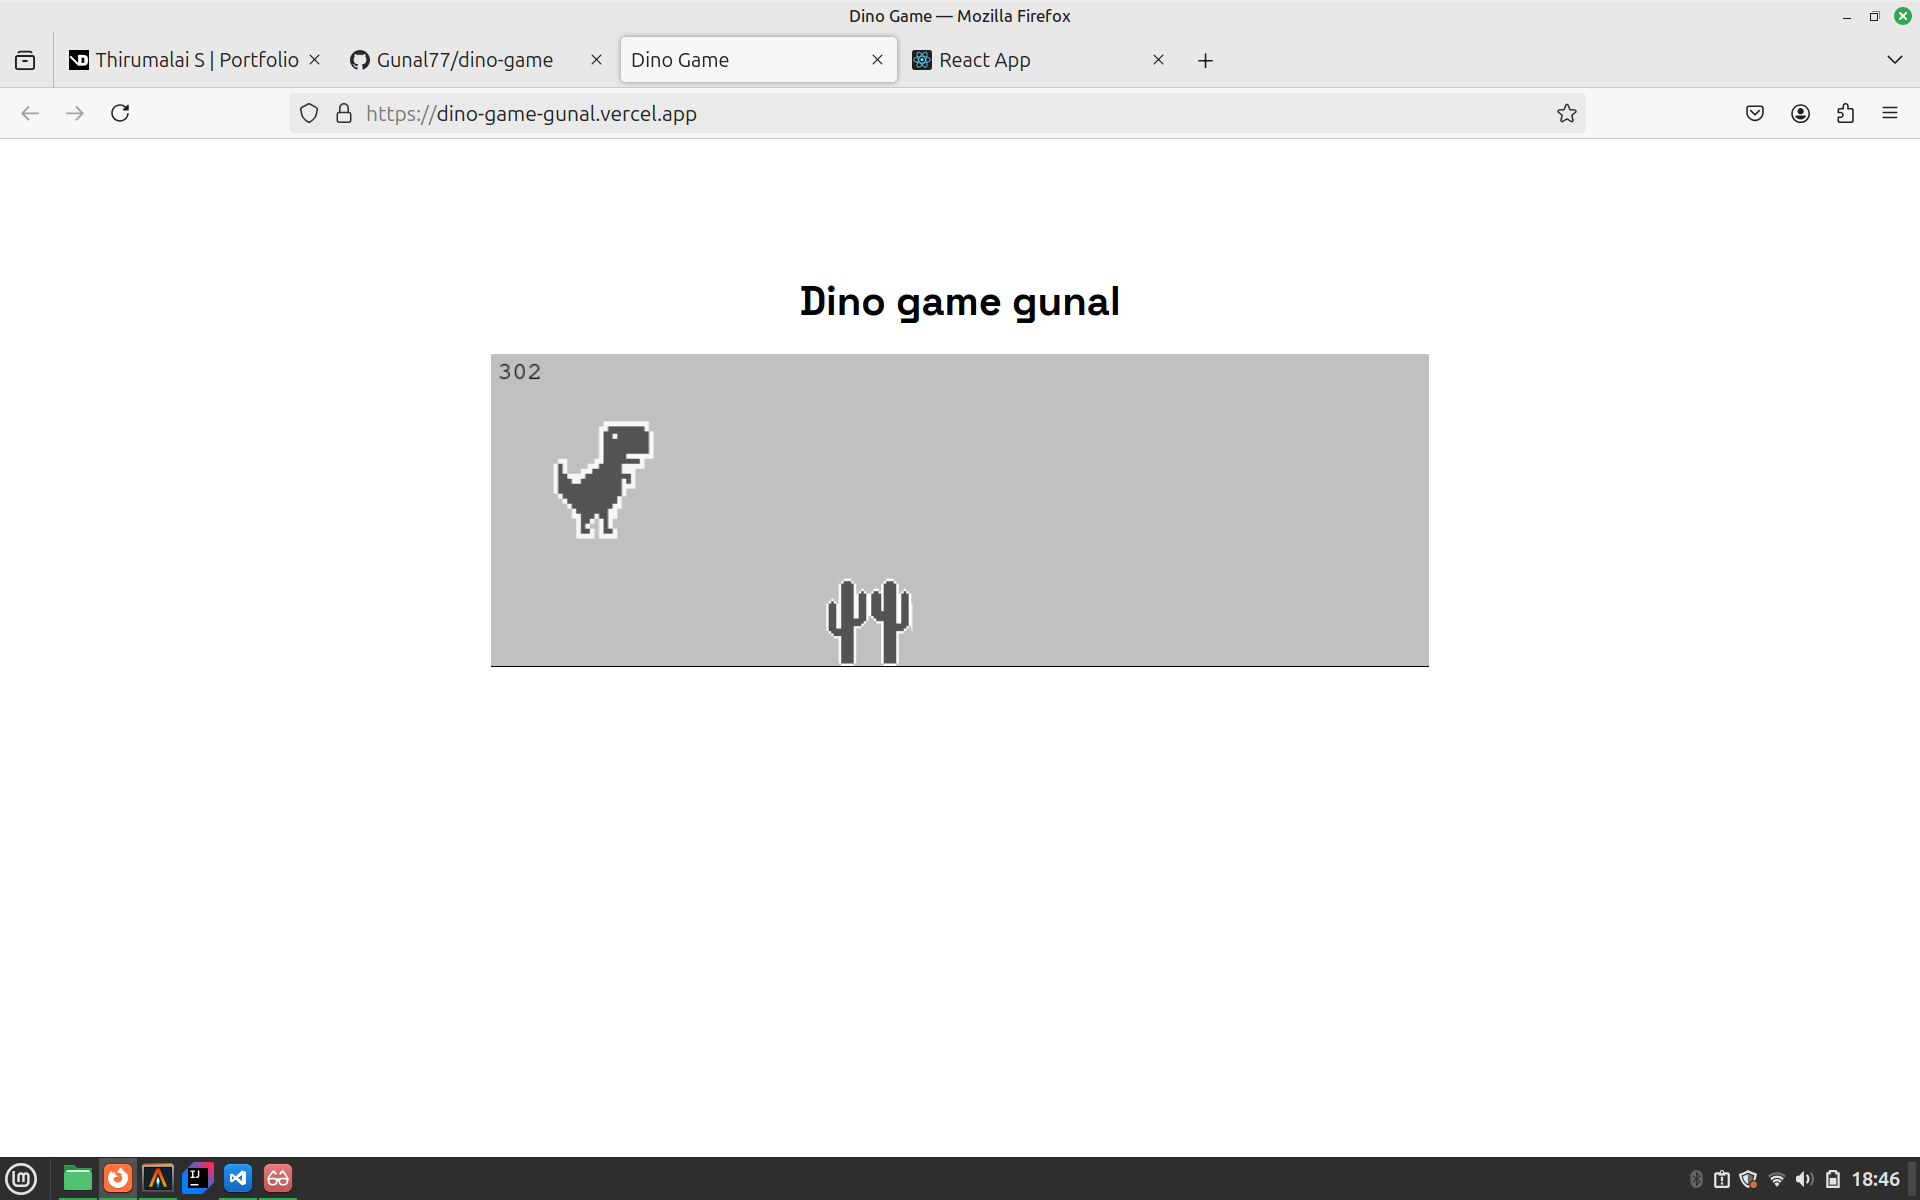 Dino Game — Mozilla Firefox
Thirumalai S | Portfolio
Gunal77/dino-game
Dino Game
React App
https://dino-game-gunal.vercel.app
Dino game gunal
302
IJ
18:46